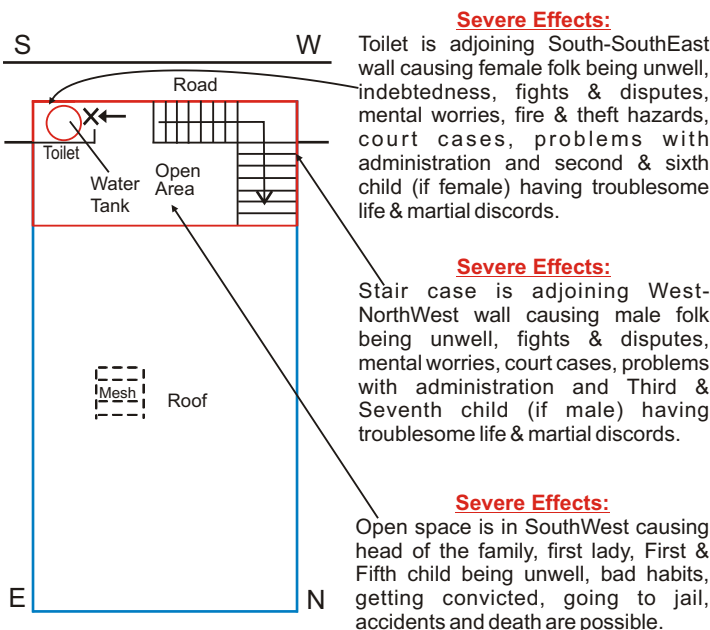 S
W
Road
Toilet
Water
Tank
Open
Area
Mesh
Roof
E
N
Severe Effects:
Toilet is adjoining South-SouthEast
wall causing female folk being unwell,
indebtedness, fights & disputes,
mental worries, fire & theft hazards,
court cases, problems with
administration and second & sixth
child (if female) having troublesome
life & martial discords.
Severe Effects:
Stair case is adjoining West-
NorthWest wall causing male folk
being unwell, fights & disputes,
mental worries, court cases, problems
with administration and Third &
Seventh child (if male) having
troublesome life & martial discords.
Severe Effects:
Open space is in SouthWest causing
head of the family, first lady, First &
Fifth child being unwell, bad habits,
getting convicted, going to jail,
accidents and death are possible.